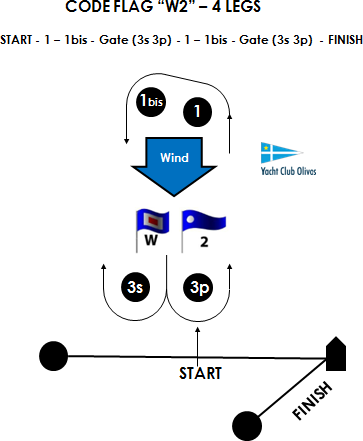 CODE FLAG “W2” – 4 LEGS
START - 1 – 1bis - Gate (3s 3p) - 1 – 1bis - Gate (3s 3p) - FINISH
1bis
1
Wind
Yacht Club Olivos
W
2
3s
3p
START
FINISH